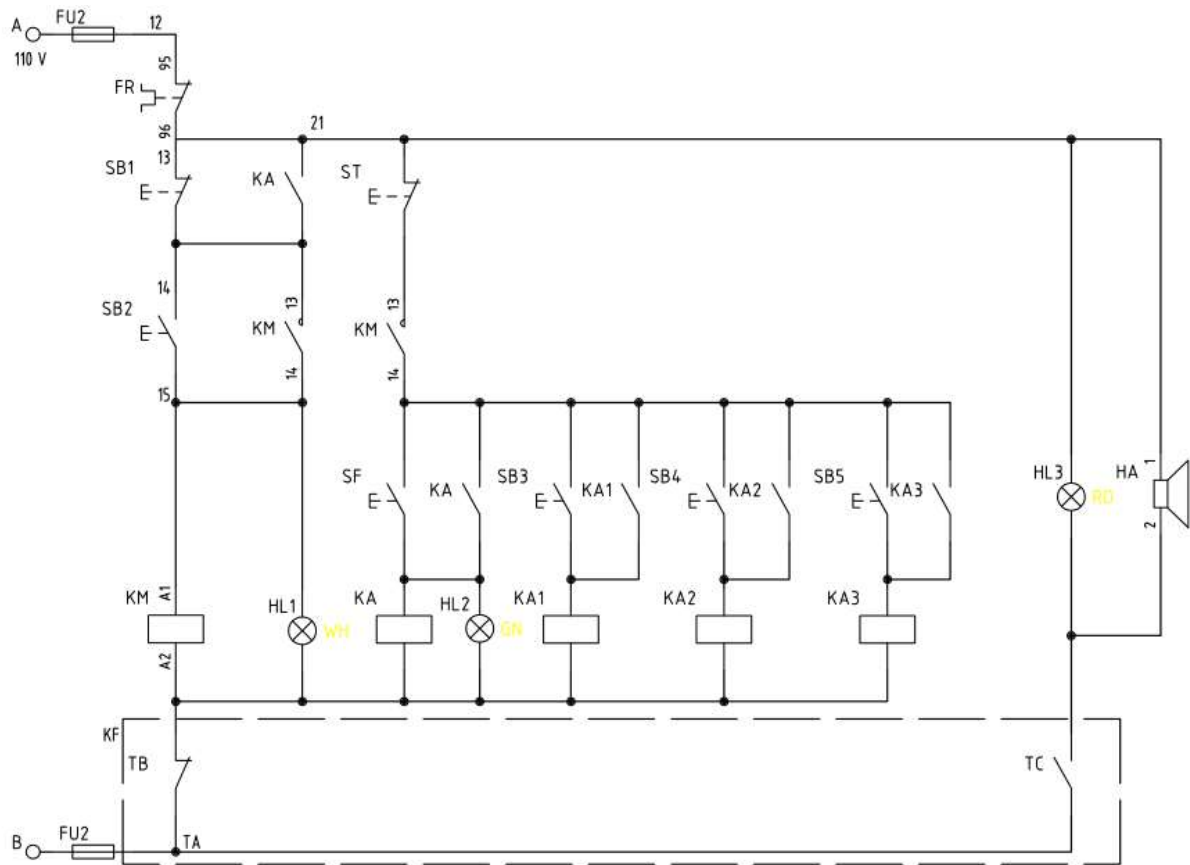 A
FU2
12
110 V
95
FR
96
21
13
SB1
KA
ST
14
13
13
SB2
KM
KM
14
14
15
SF
KA
SB3
KA1
SB4
KA2
SB5
KA3
HL3
RD
HA
1
2
KM
A1
A2
HL1
WH
KA
HL2
GN
KA1
KA2
KA3
KF
TB
TC
B
FU2
TA